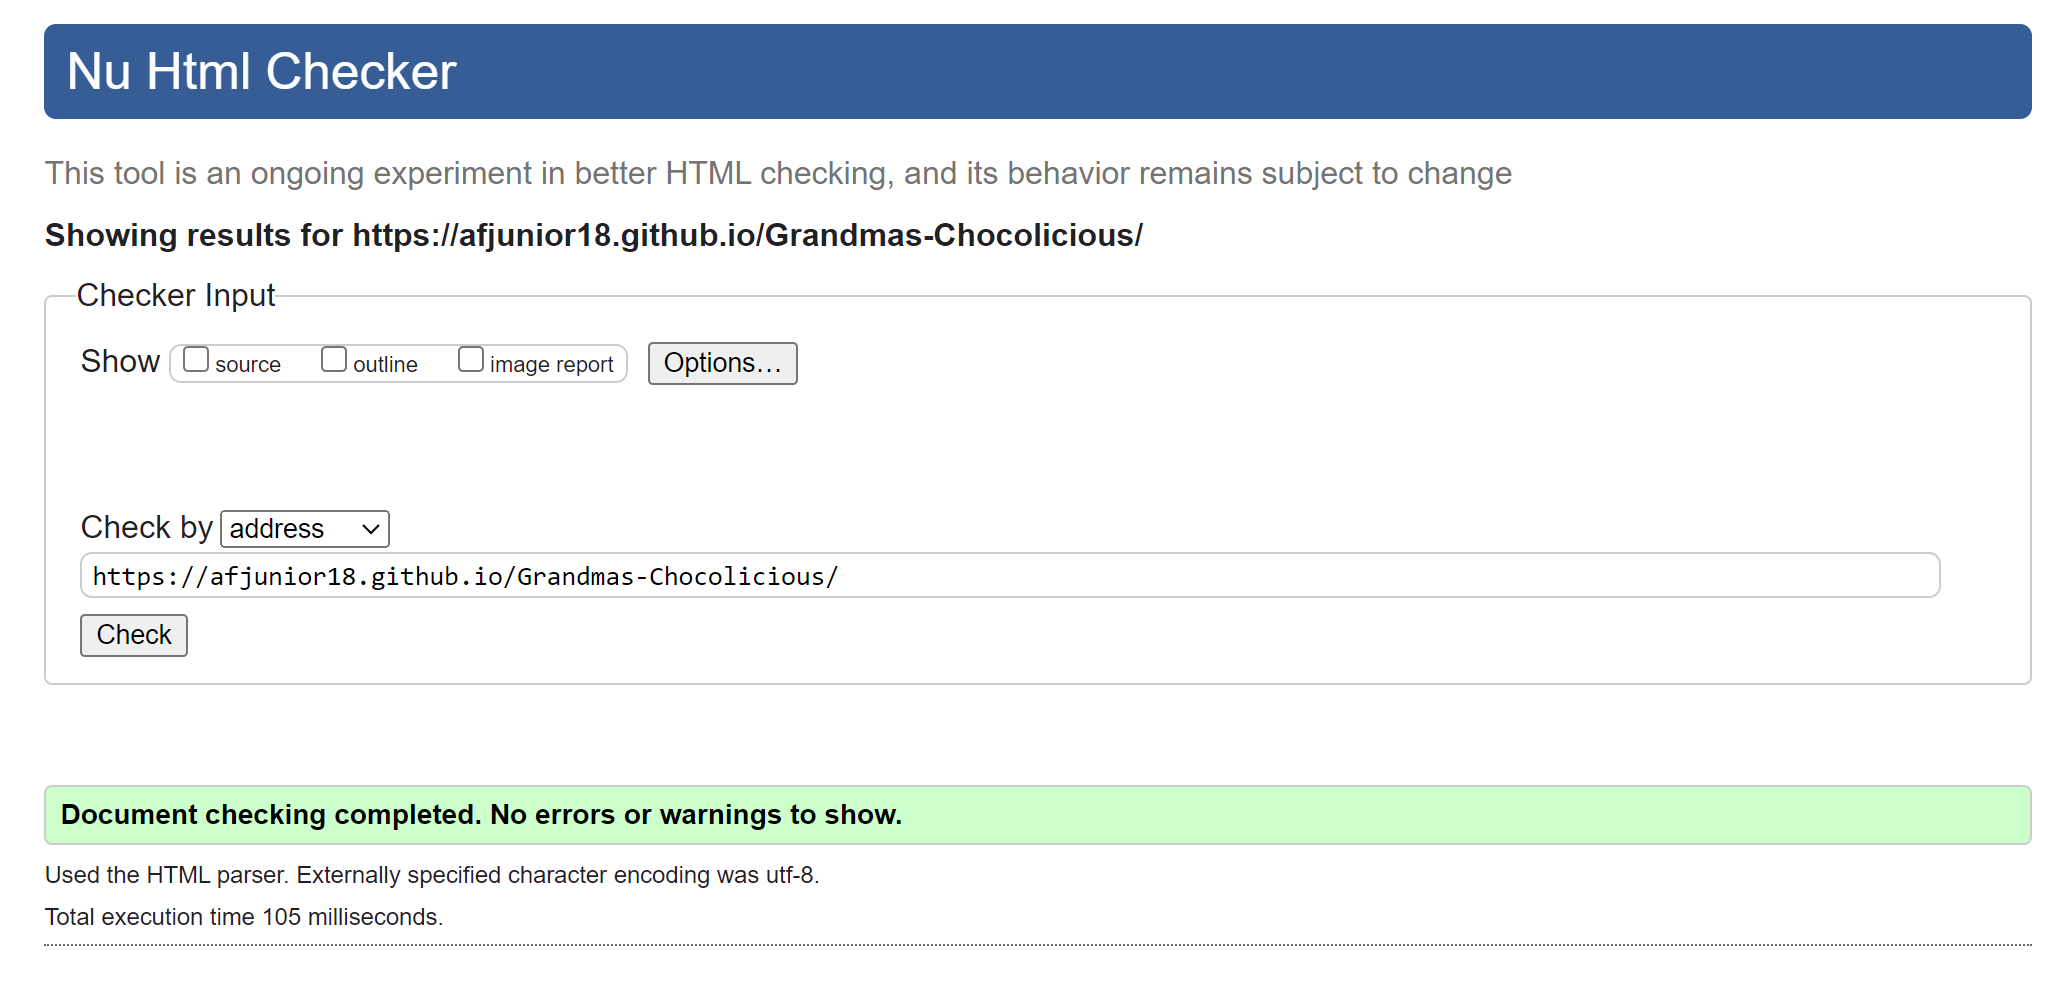 Nu Html Checker
This tool is an ongoing experiment in better HTML checking, and its behavior remains subject to change
Showing results for https://afjunior18.github.io/Grandmas-Chocolicious/
Checker Input
Show source outline image report Options...
Check by address
https://afjunior18.github.io/Grandmas-Chocolicious/
Check
Document checking completed. No errors or warnings to show.
Used the HTML parser. Externally specified character encoding was utf-8.
Total execution time 105 milliseconds.